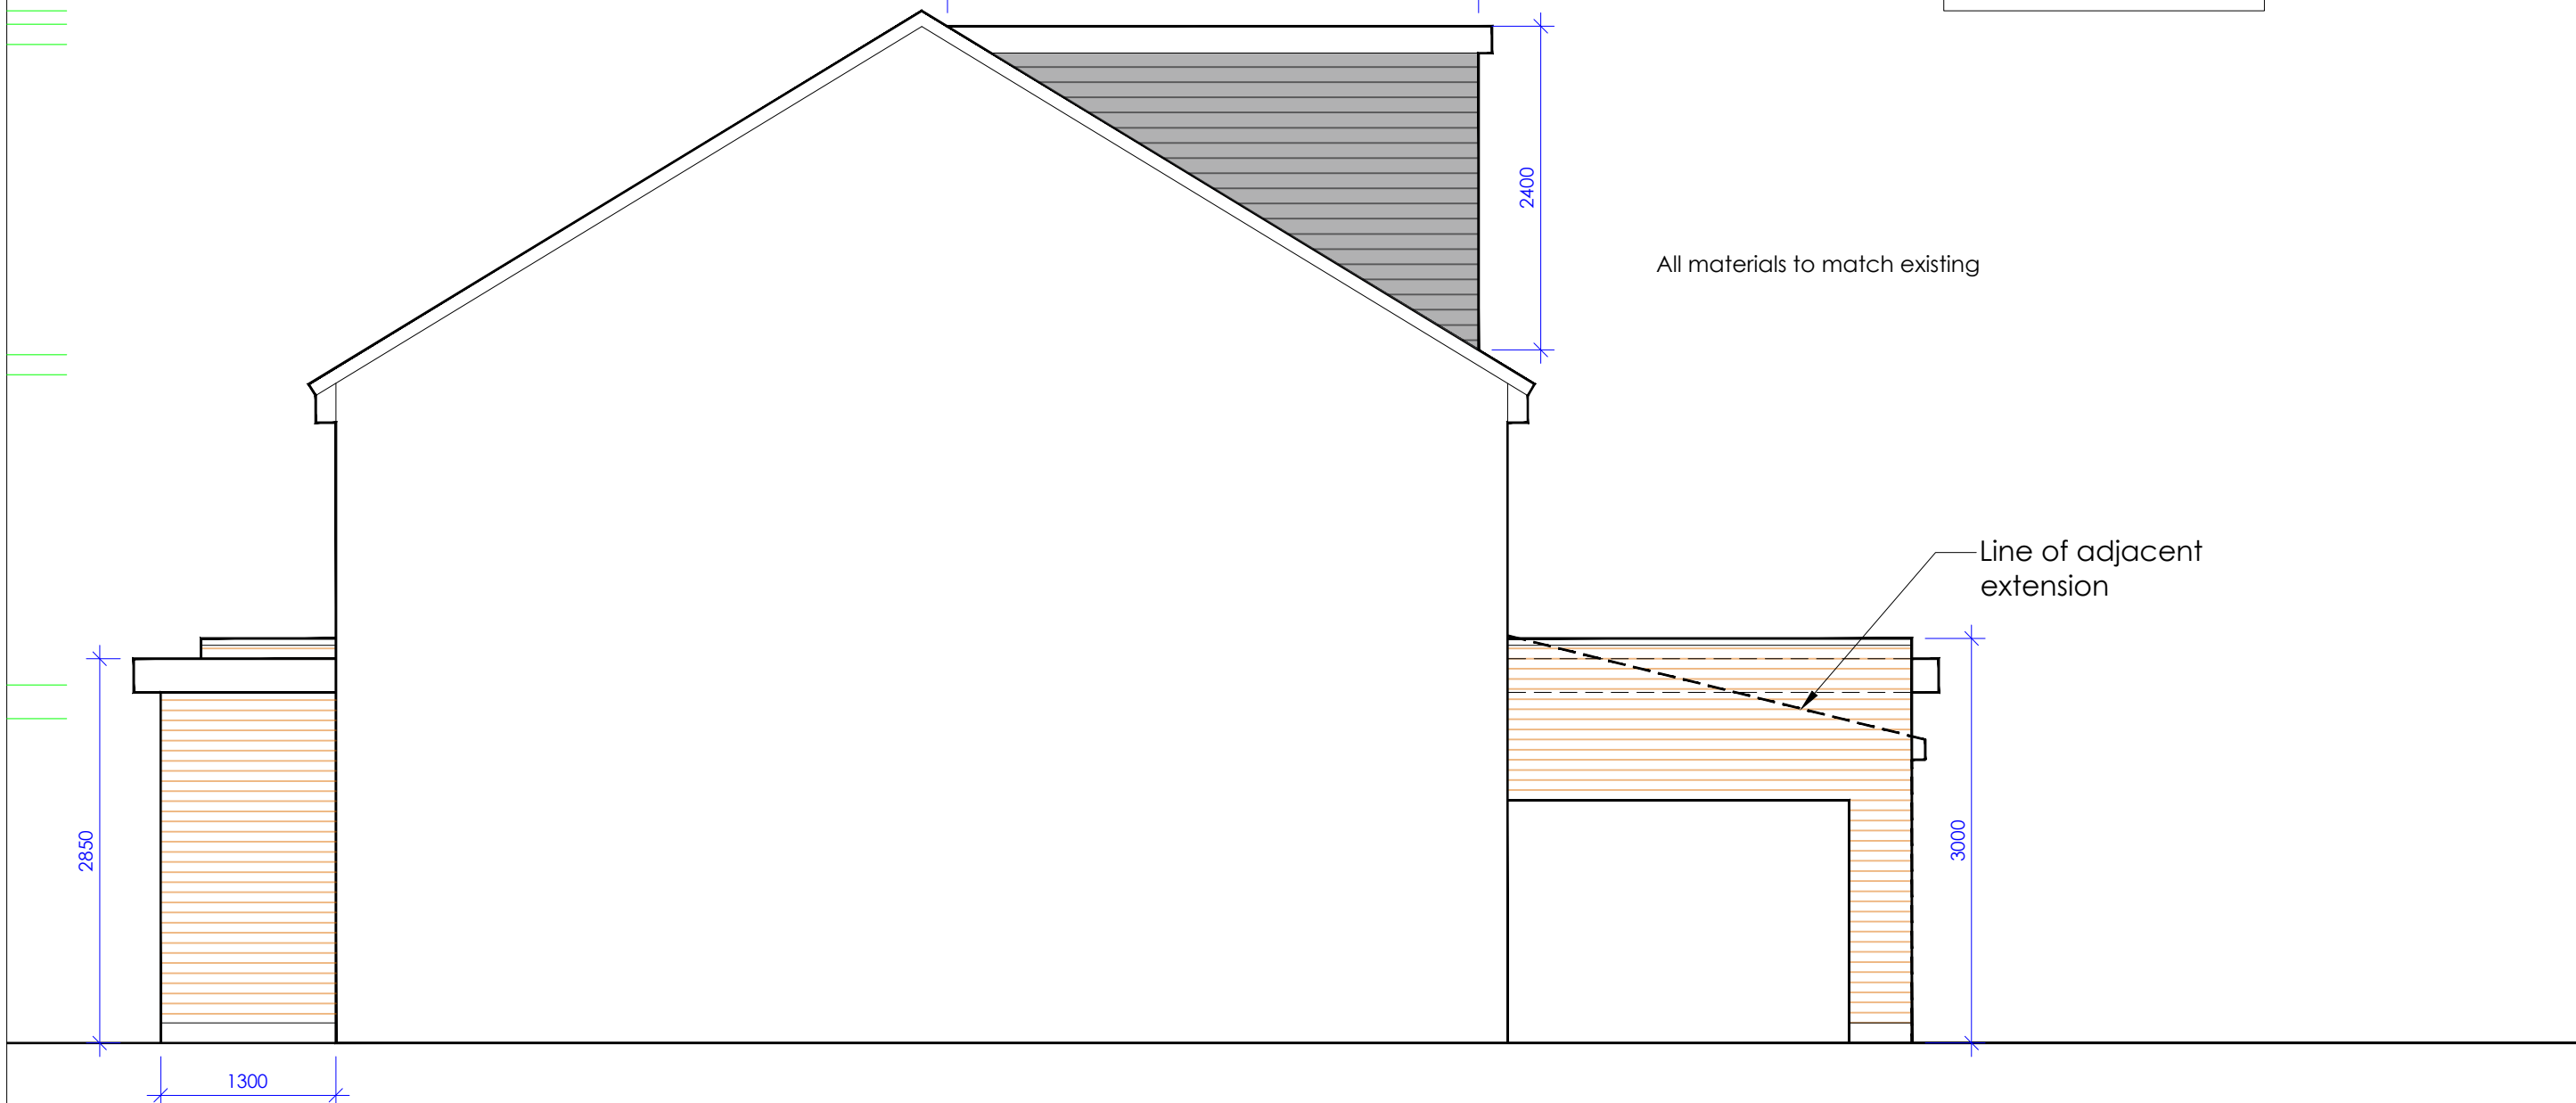 2400
All materials to match existing
Line of adjacent
extension
2850
3000
1300